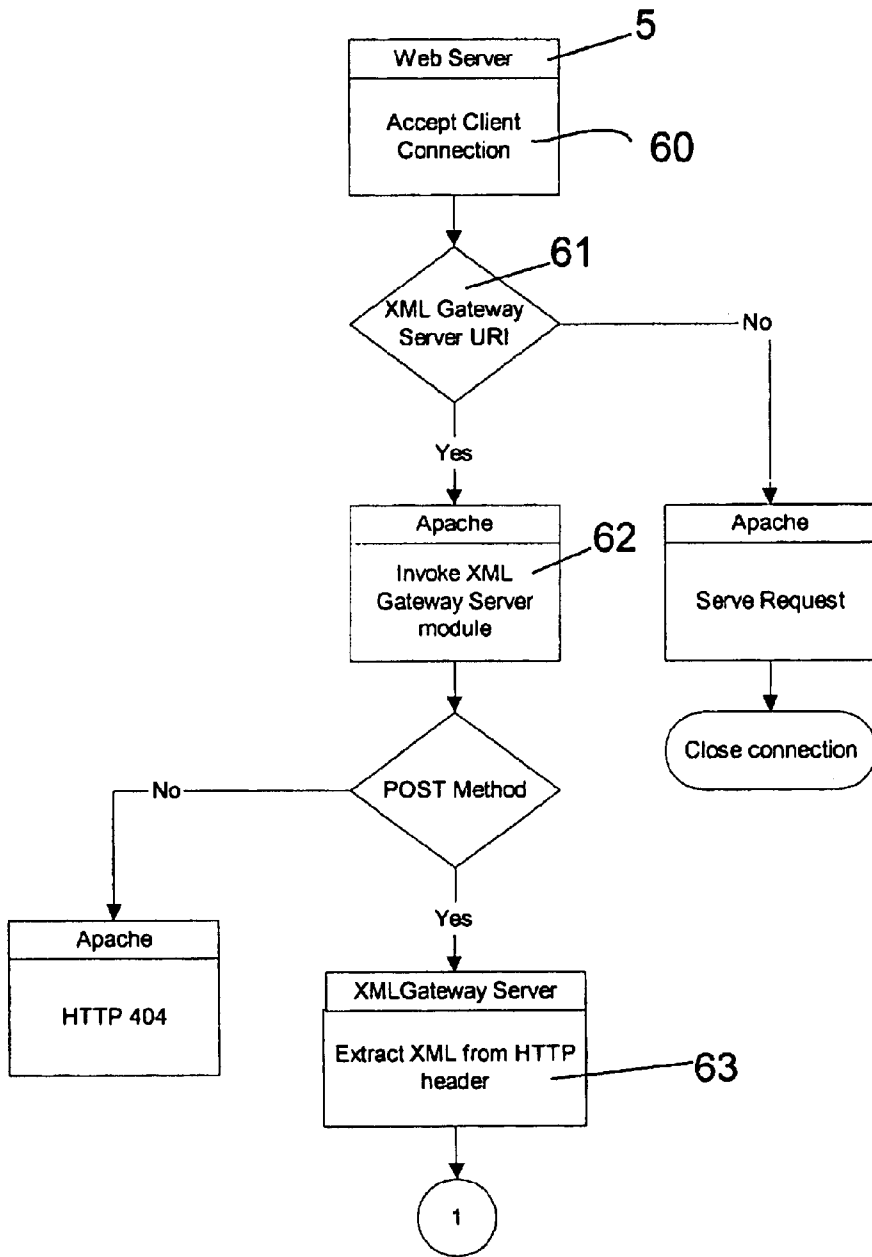 5
Web Server
Accept Client
Connection
60
61
XML Gateway
Server URI
No
Yes
Apache
Invoke XML
Gateway Server
module
62
Apache
Serve Request
Close connection
POST Method
No
Yes
Apache
HTTP 404
XMLGateway Server
Extract XML from HTTP
header
63
1